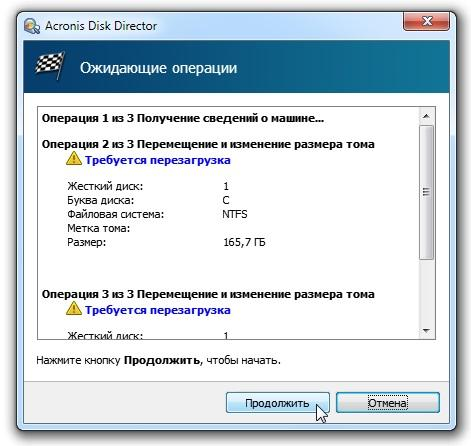 Acronis Disk Director
Ожидающие операции
Операция 1 из 3 Получение сведений о машине...
Операция 2 из 3 Перемещение и изменение размера тома
Требуется перезагрузка
Жесткий диск: 1
Буква диска: C
Файловая система: NTFS
Метка тома:
Размер: 165,7 ГБ
Операция 3 из 3 Перемещение и изменение размера тома
Требуется перезагрузка
Жесткий диск: 1
Нажмите кнопку Продолжить, чтобы начать.
Продолжить Отмена